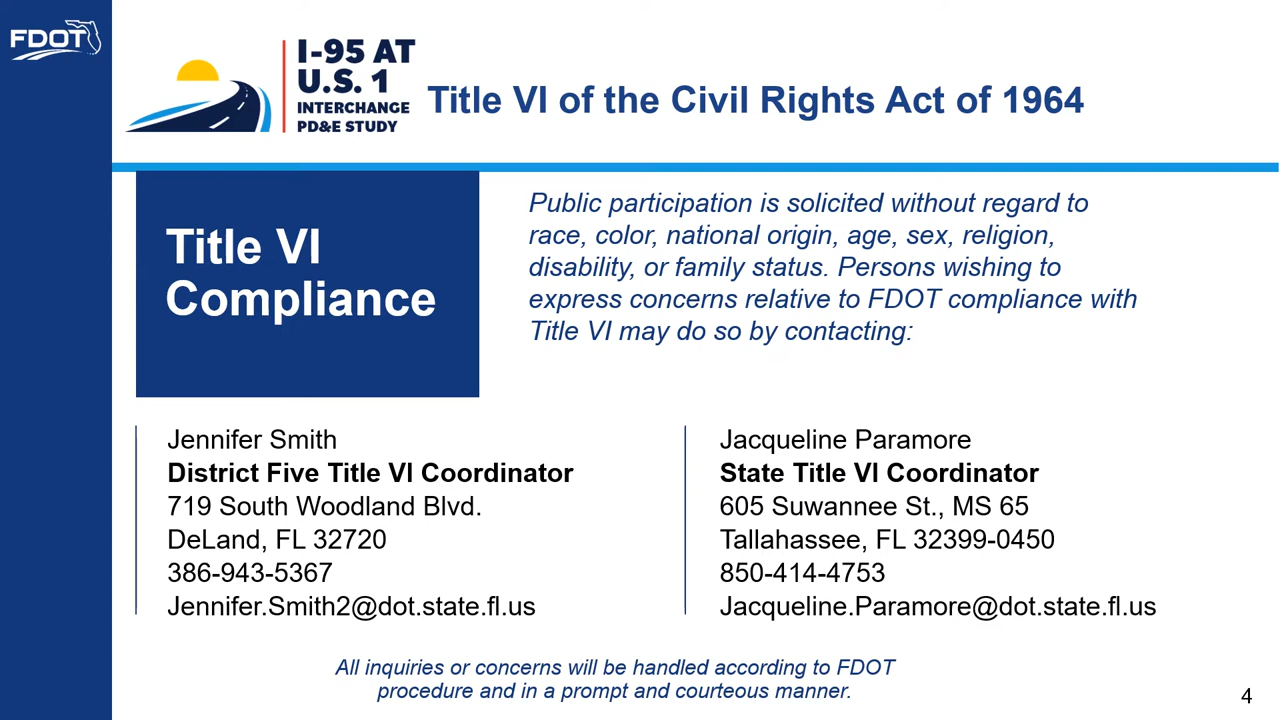 FDOT
I-95 AT
U.S. 1
INTERCHANGE
PD&E STUDY
Title VI of the Civil Rights Act of 1964
Title VI
Compliance
Public participation is solicited without regard to
race, color, national origin, age, sex, religion,
disability, or family status. Persons wishing to
express concerns relative to FDOT compliance with
Title VI may do so by contacting:
Jennifer Smith
District Five Title VI Coordinator
719 South Woodland Blvd.
DeLand, FL 32720
386-943-5367
Jennifer.Smith2@dot.state.fl.us
Jacqueline Paramore
State Title VI Coordinator
605 Suwannee St., MS 65
Tallahassee, FL 32399-0450
850-414-4753
Jacqueline.Paramore@dot.state.fl.us
All inquiries or concerns will be handled according to FDOT
procedure and in a prompt and courteous manner.
4